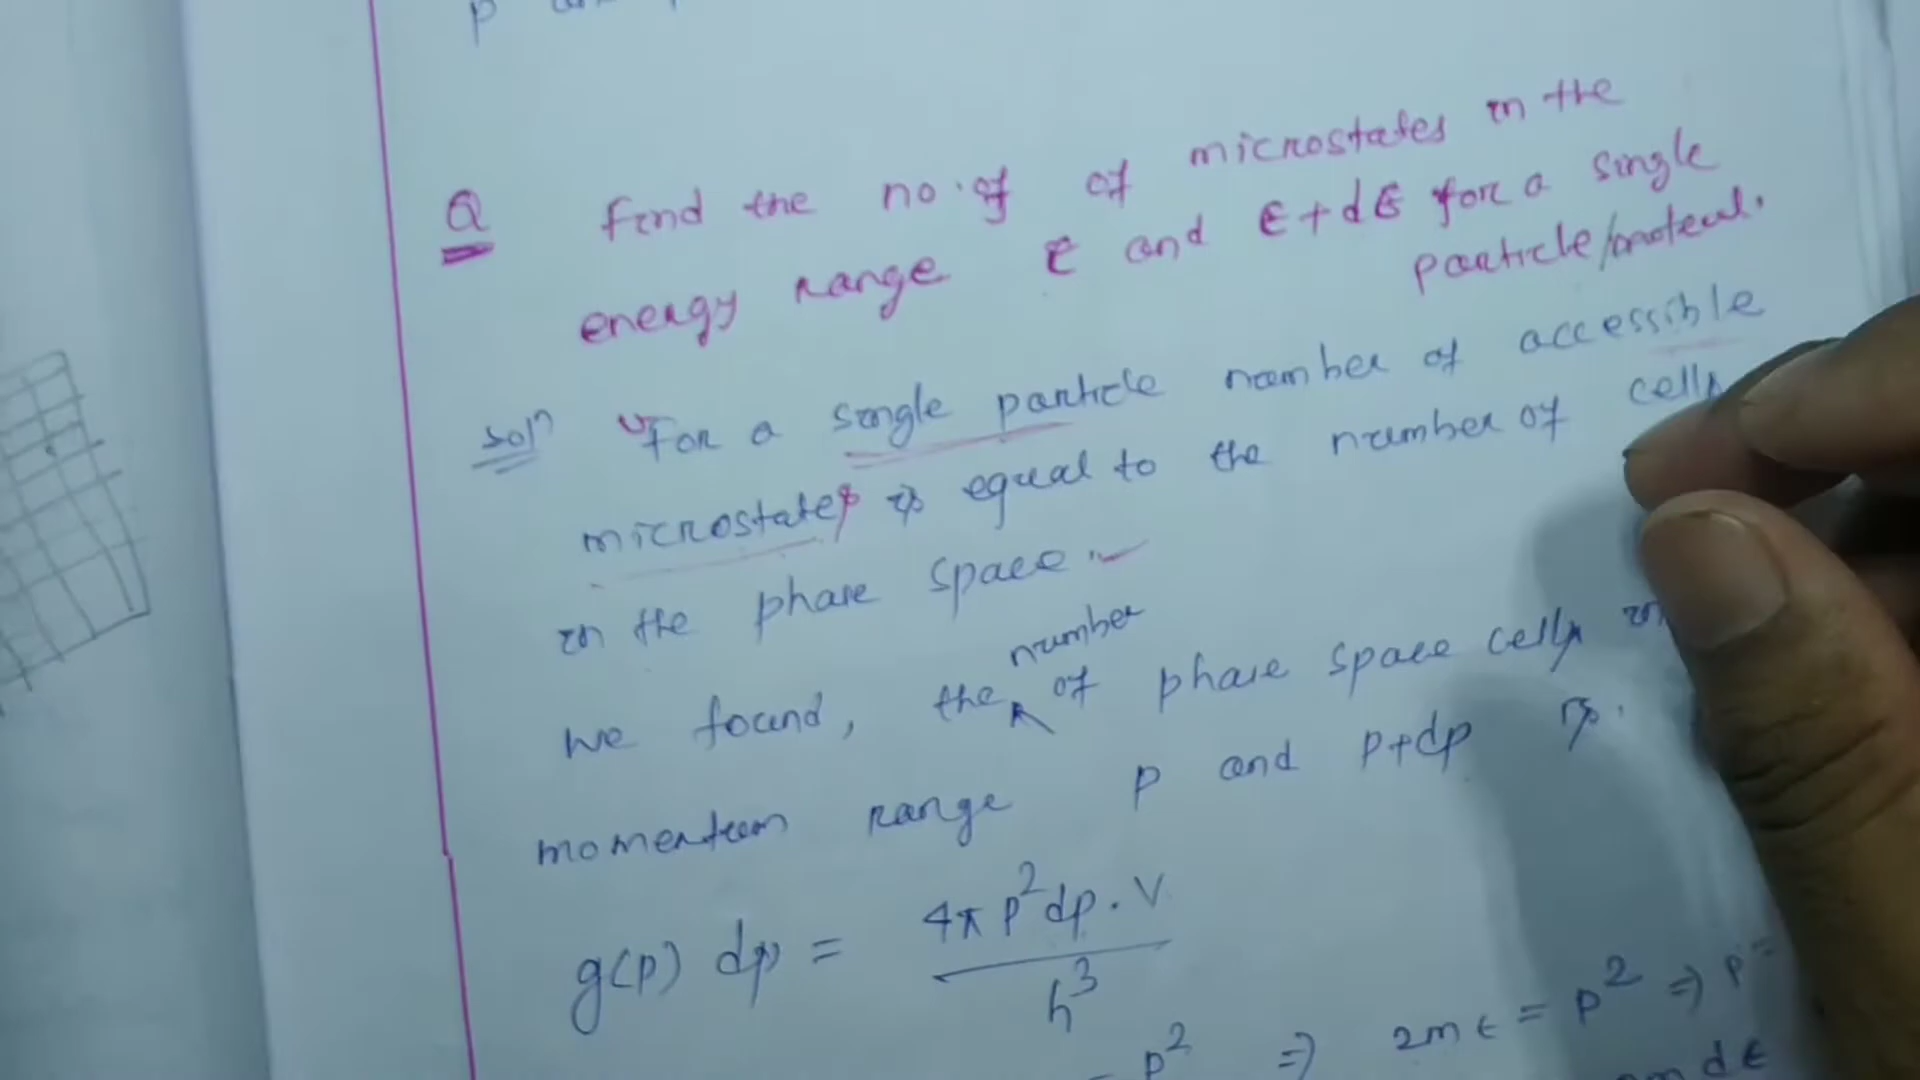 Q Find the no. of of microstates in the
energy range ε and ε+dε for a single
particle/
Soln For a single particle number of accessible
microstates is equal to the number of cells
in the phase space.
number
we found, the of phase space cells in
momentum range p and p+dp is.
g(p) dp = 4π p² dp . V / h³
p² ⇒ 2mε = p² ⇒ p =
dε